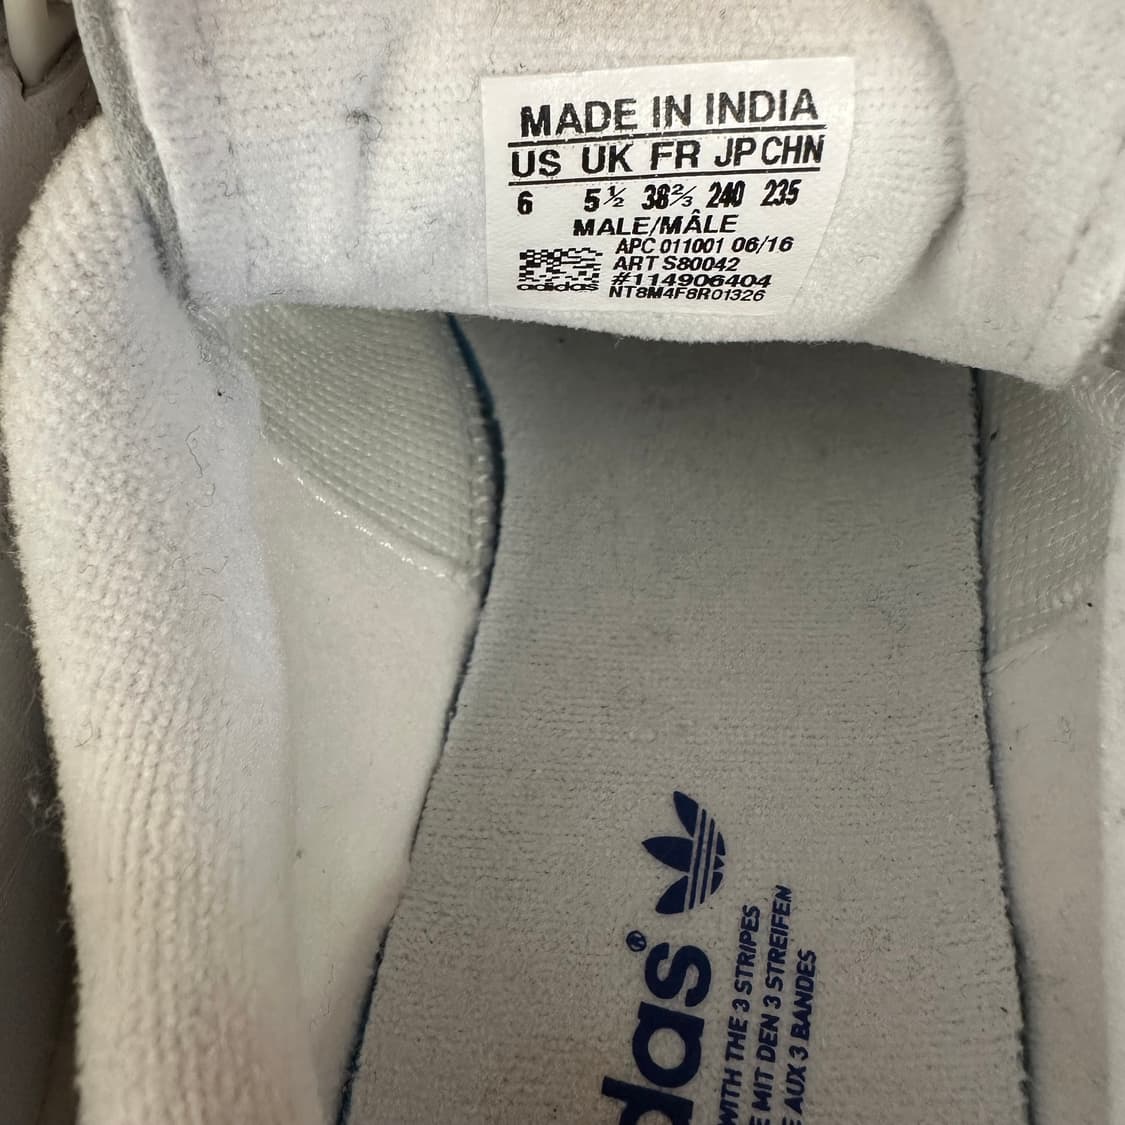 MADE IN INDIA
US UK FR JP CHN
6 5½ 38⅔ 240 235
MALE/MÂLE
APC 011001 06/16
ART S80042
#114906404
NT8M4F8R01326
adidas
das®
WITH THE 3 STRIPES
E MIT DEN 3 STREIFEN
E AUX 3 BANDES